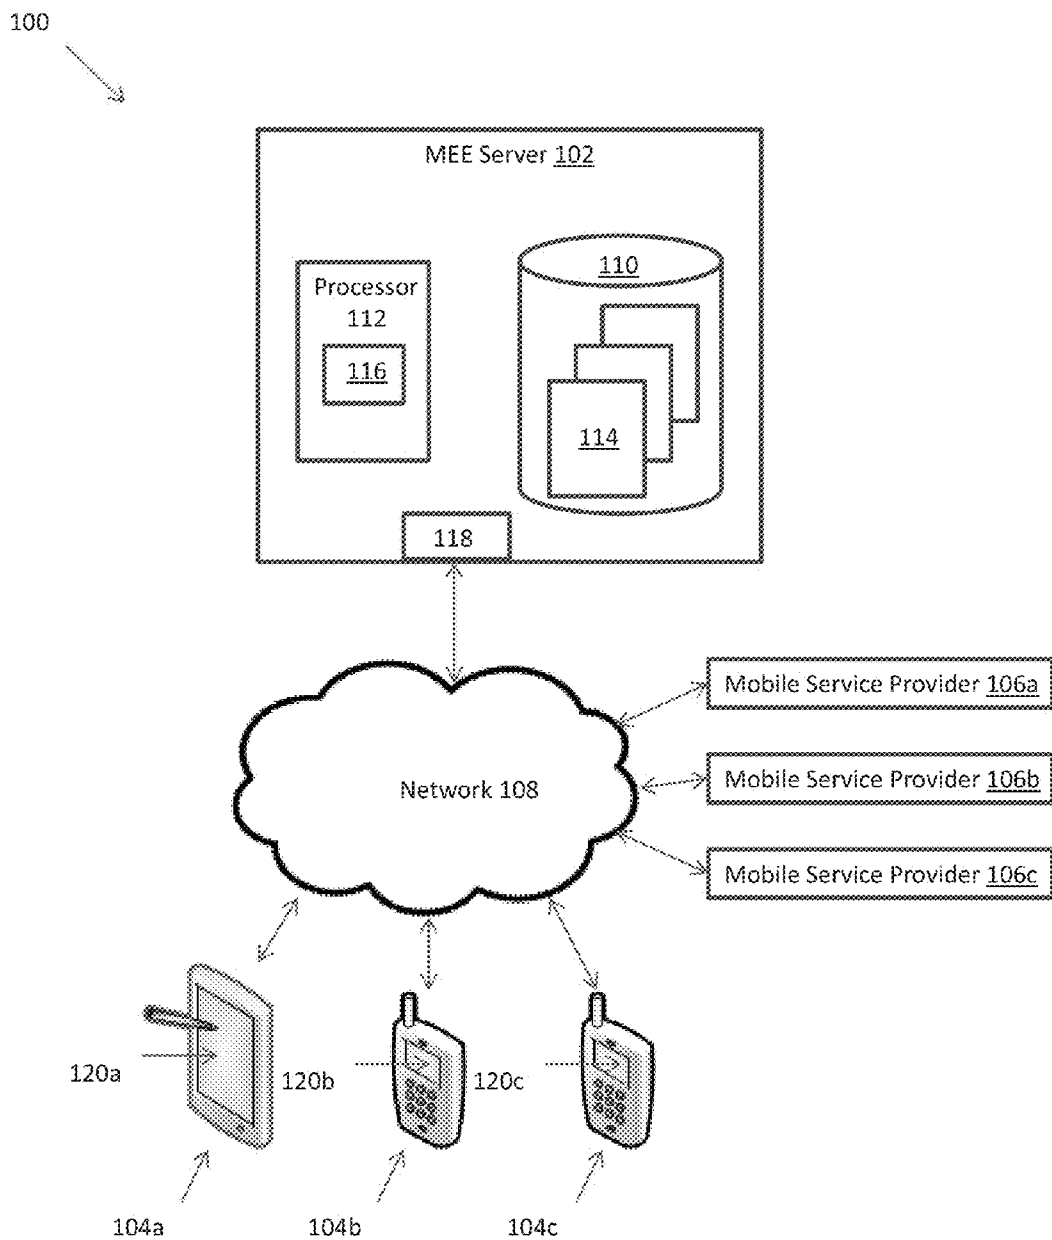 100
MEE Server 102
110
Processor
112
116
114
118
Mobile Service Provider 106a
Network 108
Mobile Service Provider 106b
Mobile Service Provider 106c
120a
120b
120c
104a
104b
104c